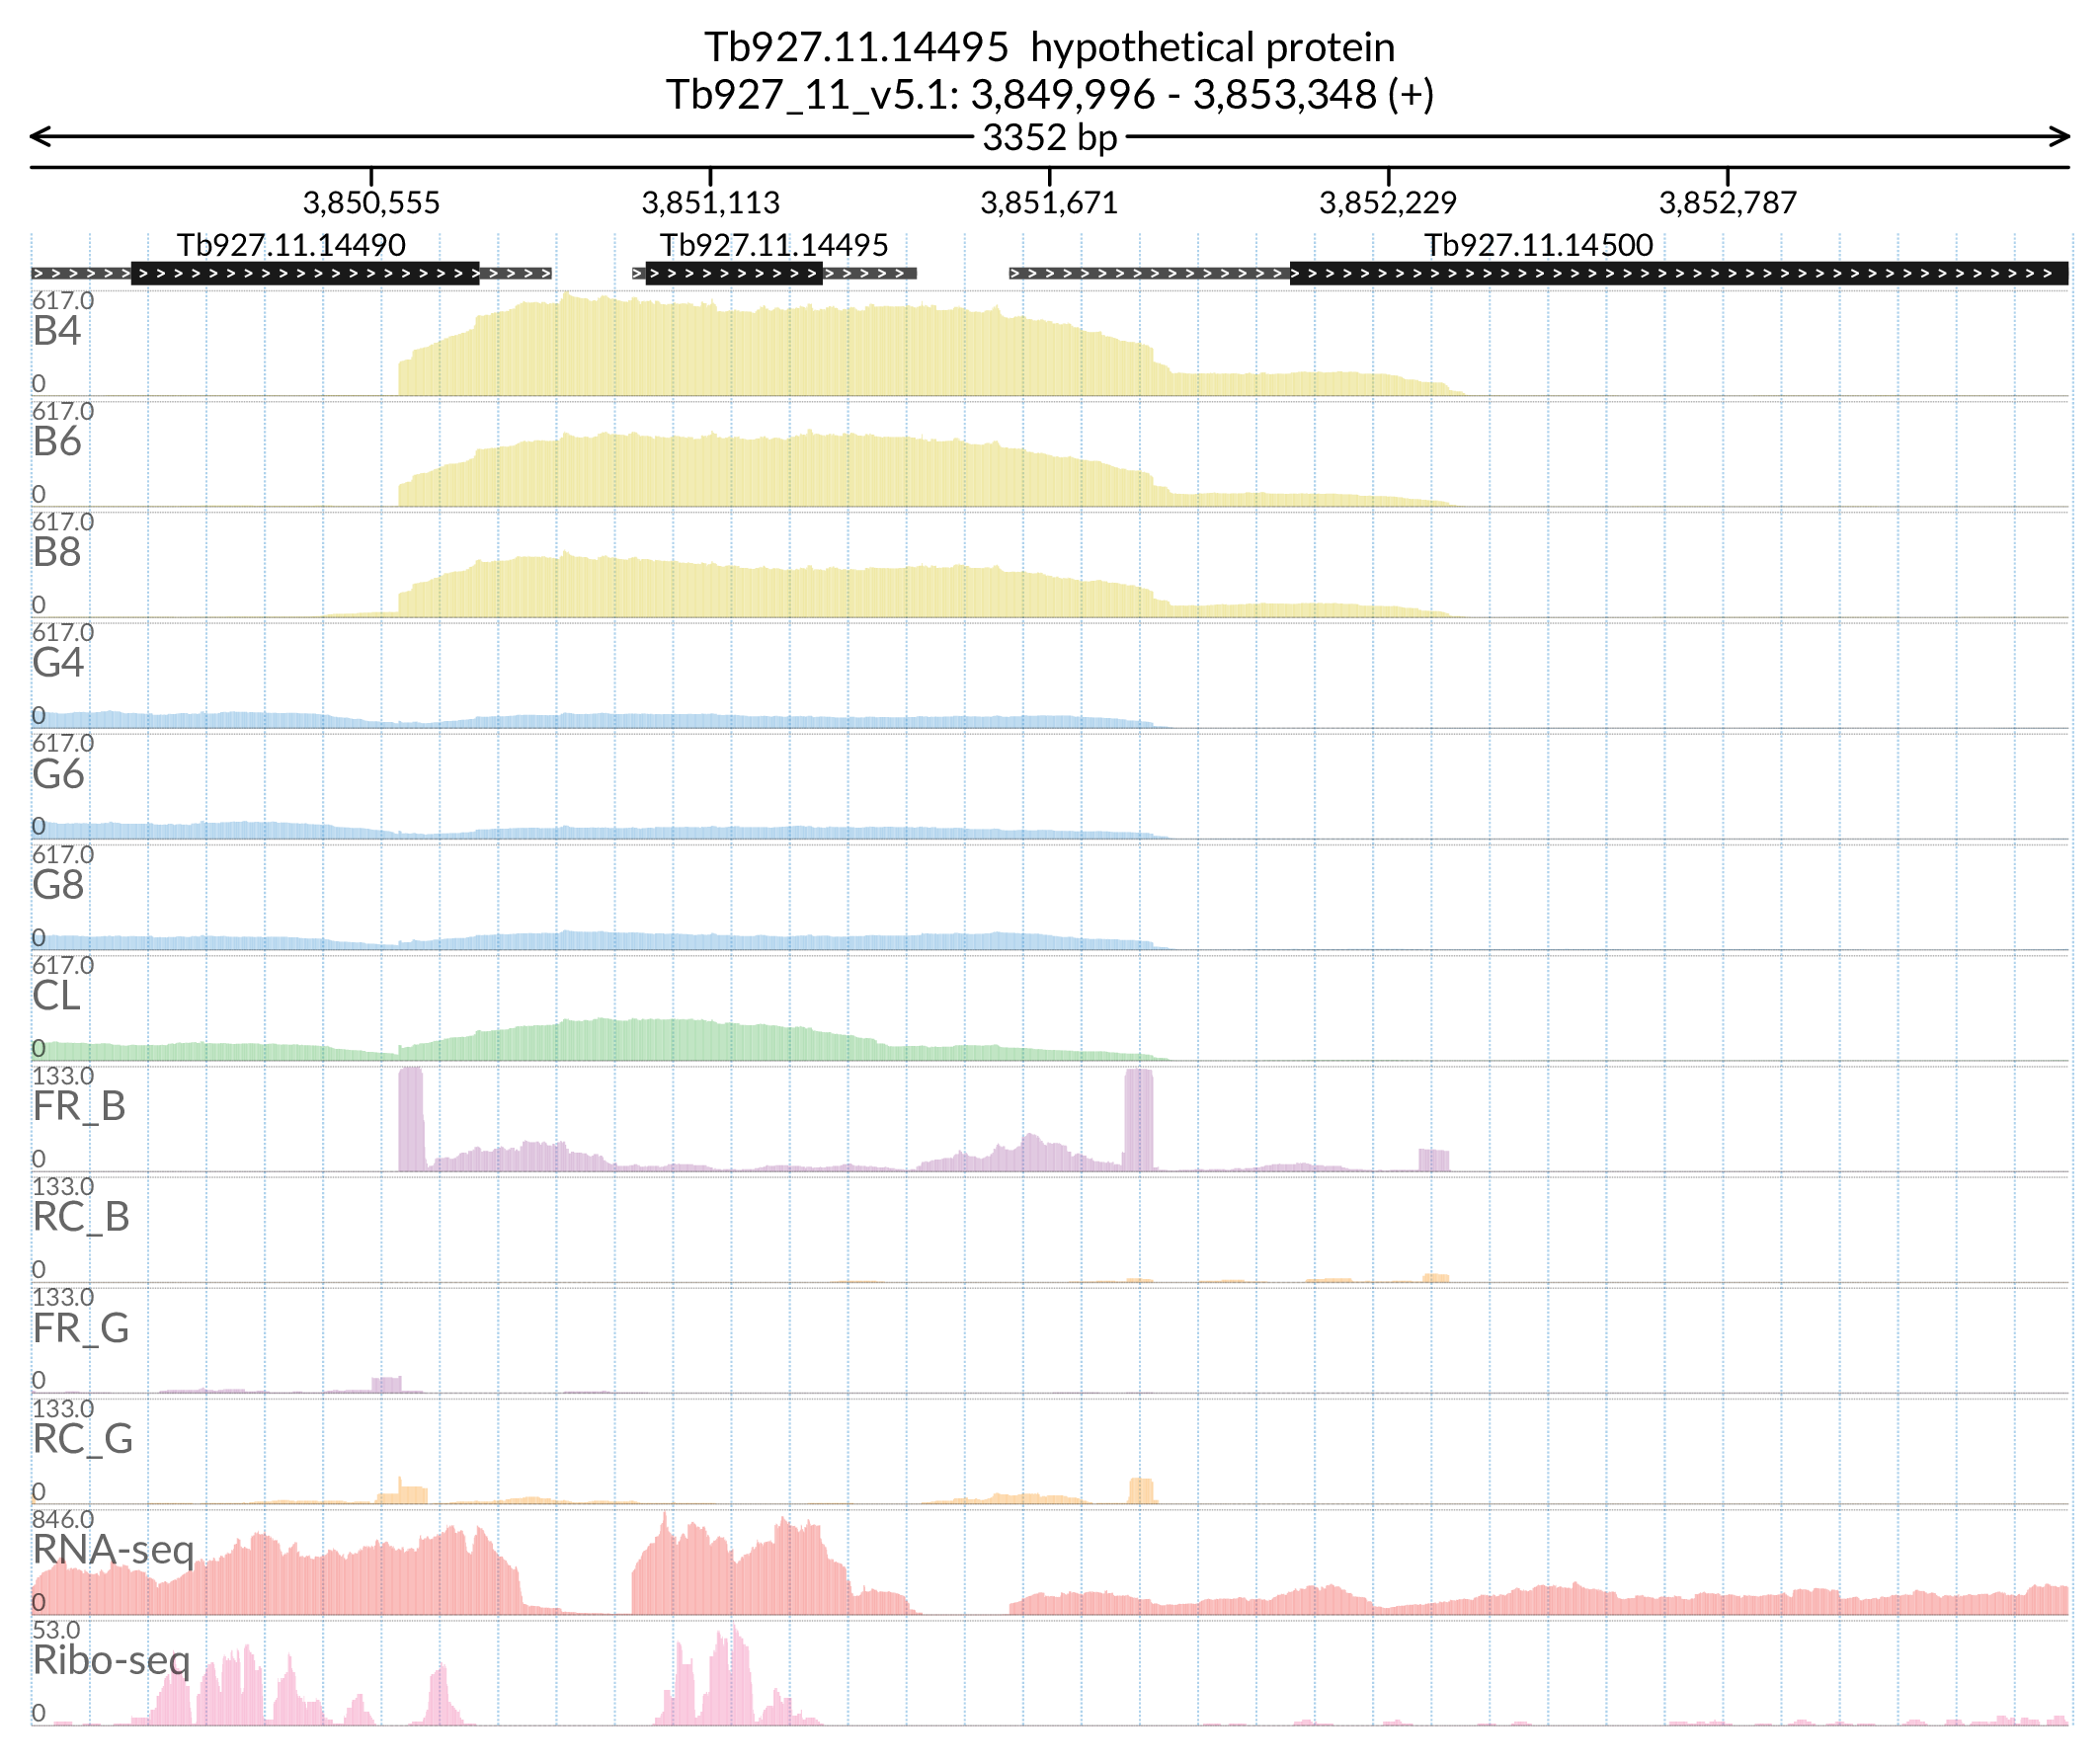 Tb927.11.14495 hypothetical protein
Tb927_11_v5.1: 3,849,996 - 3,853,348 (+)
3352 bp
3,850,555 3,851,113 3,851,671 3,852,229 3,852,787
Tb927.11.14490 Tb927.11.14495 Tb927.11.14500
617.0
B4
0
617.0
B6
0
617.0
B8
0
617.0
G4
0
617.0
G6
0
617.0
G8
0
617.0
CL
0
133.0
FR_B
0
133.0
RC_B
0
133.0
FR_G
0
133.0
RC_G
0
846.0
RNA-seq
0
53.0
Ribo-seq
0